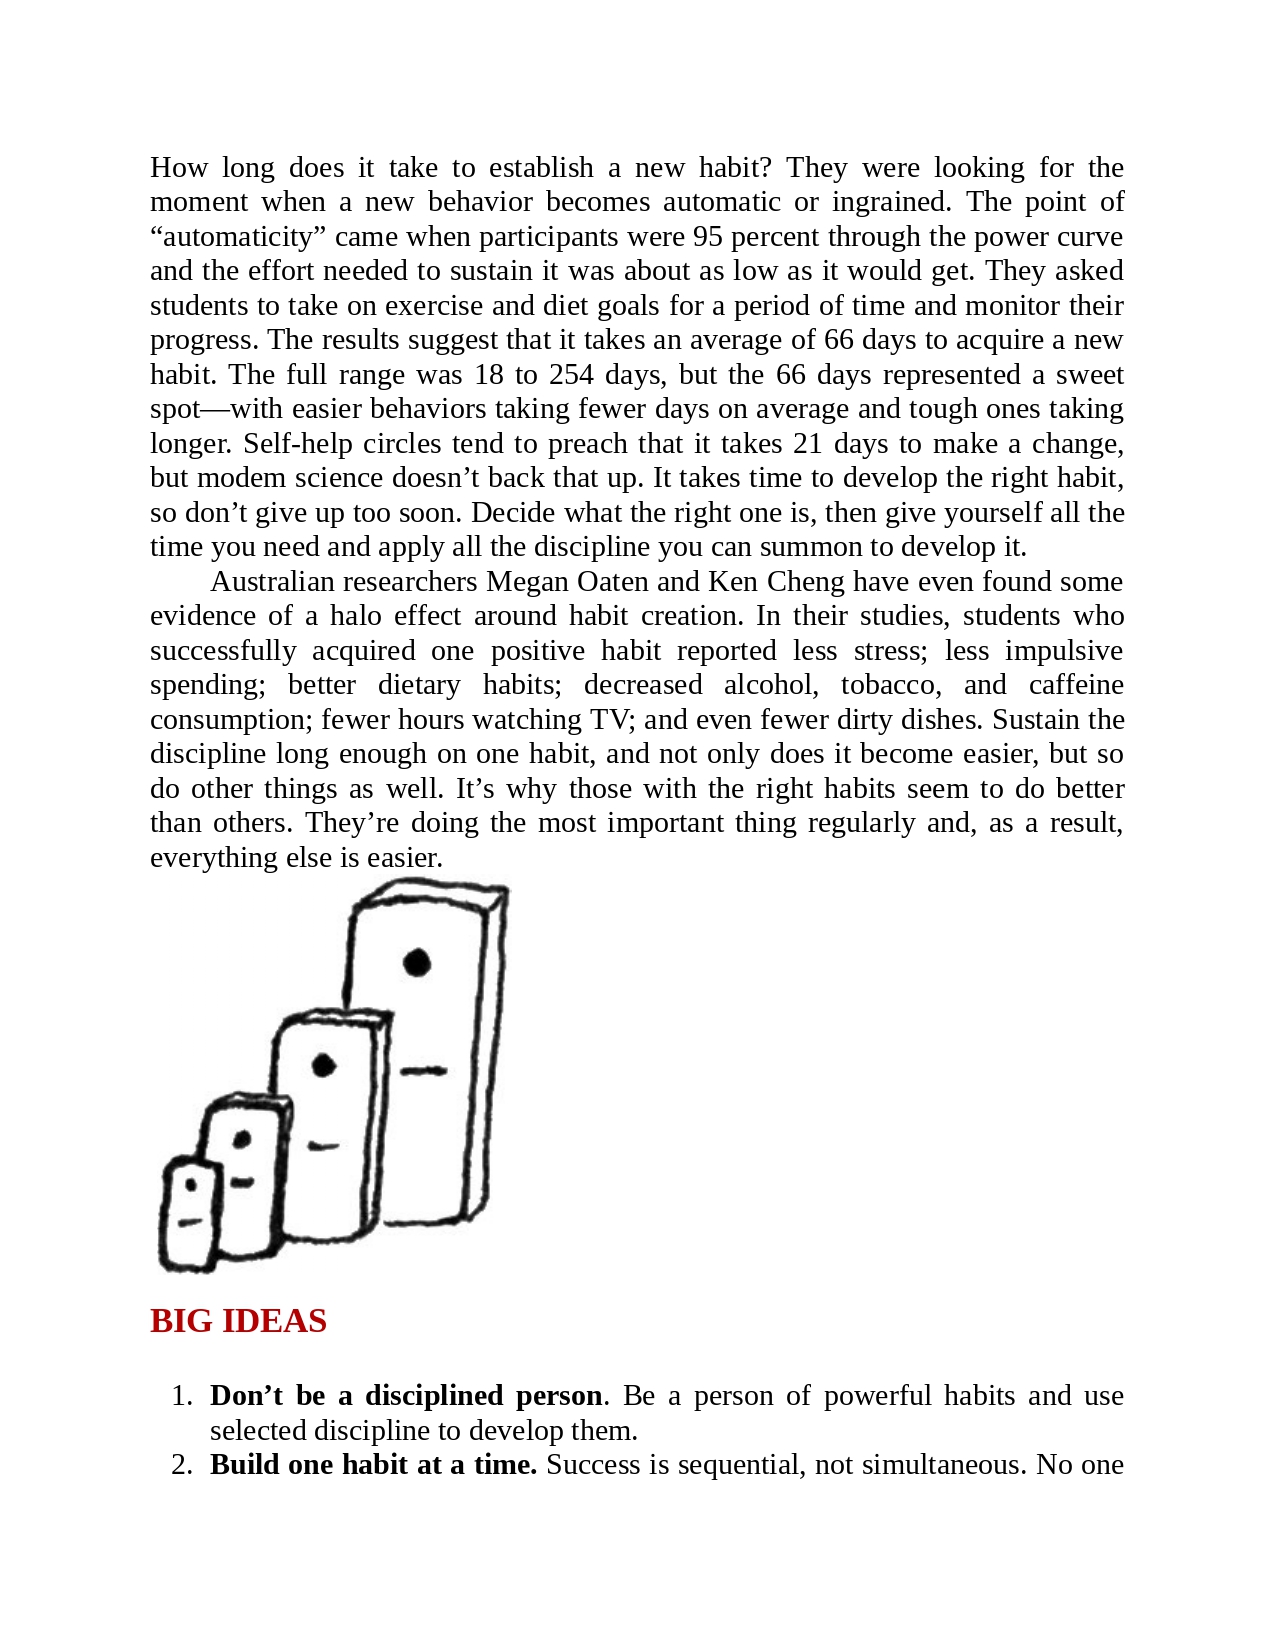 How long does it take to establish a new habit? They were looking for the
moment when a new behavior becomes automatic or ingrained. The point of
“automaticity” came when participants were 95 percent through the power curve
and the effort needed to sustain it was about as low as it would get. They asked
students to take on exercise and diet goals for a period of time and monitor their
progress. The results suggest that it takes an average of 66 days to acquire a new
habit. The full range was 18 to 254 days, but the 66 days represented a sweet
spot—with easier behaviors taking fewer days on average and tough ones taking
longer. Self-help circles tend to preach that it takes 21 days to make a change,
but modem science doesn’t back that up. It takes time to develop the right habit,
so don’t give up too soon. Decide what the right one is, then give yourself all the
time you need and apply all the discipline you can summon to develop it.
Australian researchers Megan Oaten and Ken Cheng have even found some
evidence of a halo effect around habit creation. In their studies, students who
successfully acquired one positive habit reported less stress; less impulsive
spending; better dietary habits; decreased alcohol, tobacco, and caffeine
consumption; fewer hours watching TV; and even fewer dirty dishes. Sustain the
discipline long enough on one habit, and not only does it become easier, but so
do other things as well. It’s why those with the right habits seem to do better
than others. They’re doing the most important thing regularly and, as a result,
everything else is easier.
BIG IDEAS
1. Don’t be a disciplined person. Be a person of powerful habits and use
selected discipline to develop them.
2. Build one habit at a time. Success is sequential, not simultaneous. No one